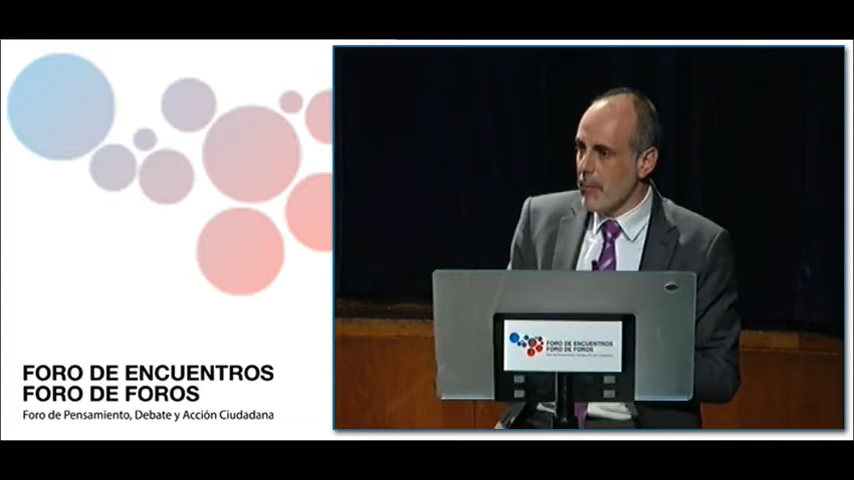 FORO DE ENCUENTROS
FORO DE FOROS
Foro de Pensamiento, Debate y Acción Ciudadana
FORO DE ENCUENTROS
FORO DE FOROS